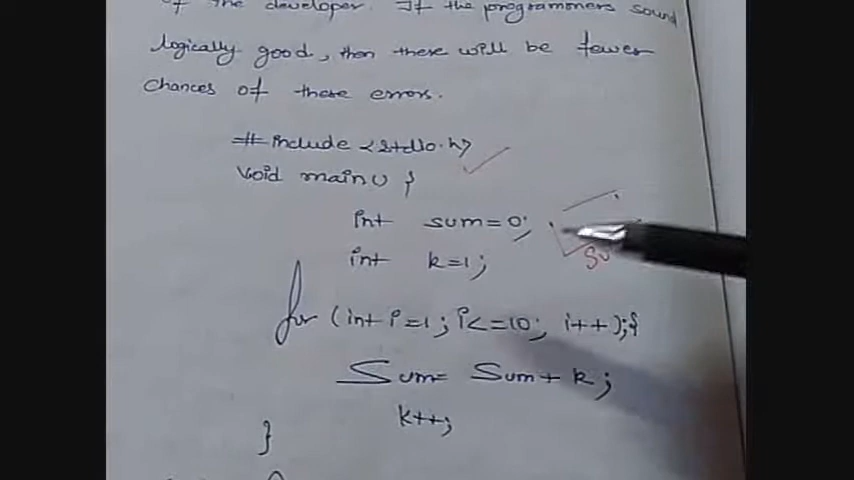 of the developer. If the programmers sound
logically good, then there will be fewer
chances of these errors.
# include <stdio.h>
void main() {
int sum=0;
int k=1;
for (int i=1; i<=10; i++);{
Sum= Sum+k;
k++;
}